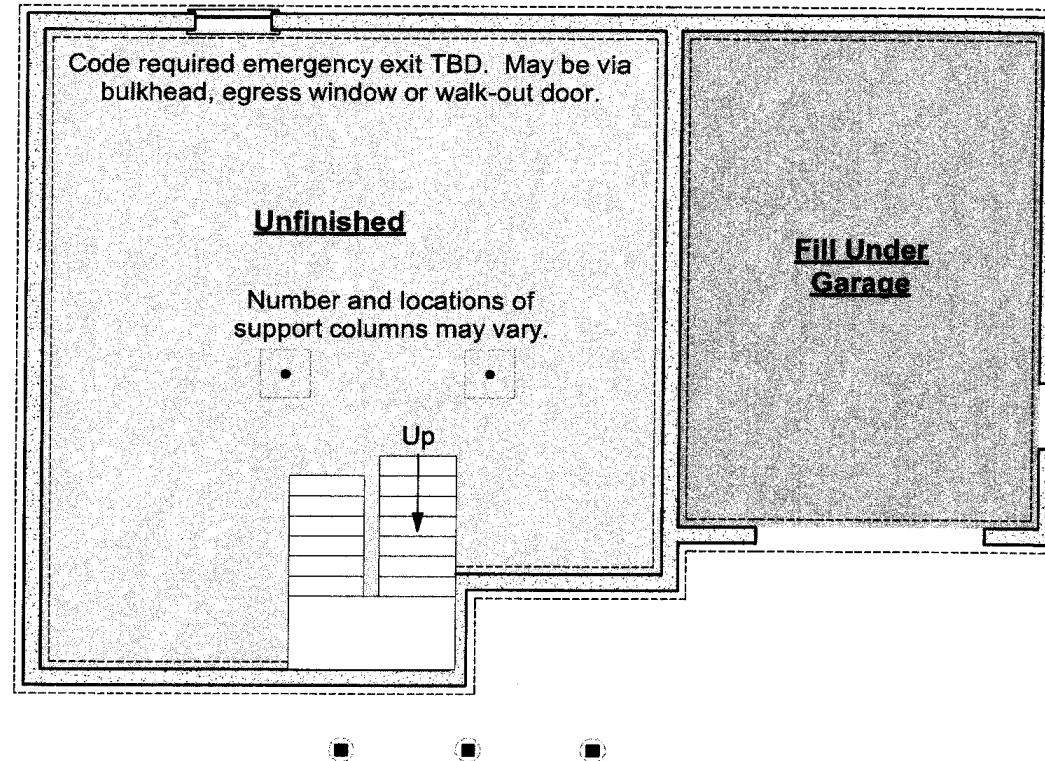 Code required emergency exit TBD. May be via
bulkhead, egress window or walk-out door.
Unfinished
Fill Under
Garage
Number and locations of
support columns may vary.
Up